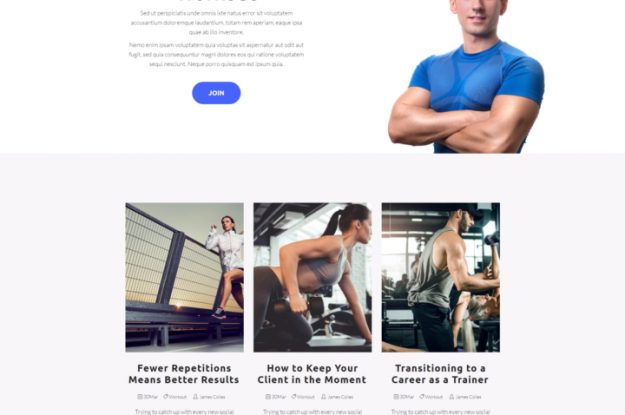 Sed ut perspiciatis unde omnis iste natus error sit voluptatem
accusantium doloremque laudantium, totam rem aperiam, eaque ipsa
quae ab illo inventore.
Nemo enim ipsam voluptatem quia voluptas sit aspernatur aut odit aut
fugit, sed quia consequuntur magni dolores eos qui ratione voluptatem
sequi nesciunt. Neque porro quisquam est ipsum quia.
JOIN
Fewer Repetitions
Means Better Results
30Mar Workout James Coles
Trying to catch up with every new social
How to Keep Your
Client in the Moment
30Mar Workout James Coles
Trying to catch up with every new social
Transitioning to a
Career as a Trainer
30Mar Workout James Coles
Trying to catch up with every new social